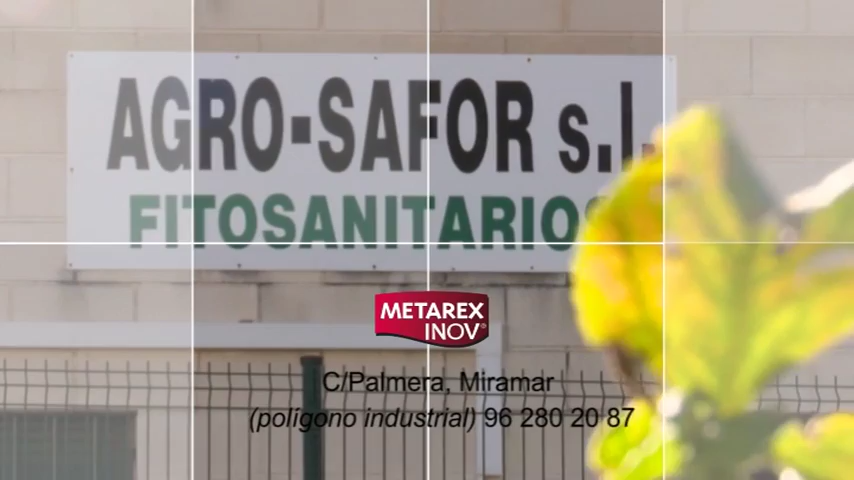 AGRO-SAFOR s.l.
FITOSANITARIOS
METAREX
INOV®
C/Palmera, Miramar
(polígono industrial) 96 280 20 87